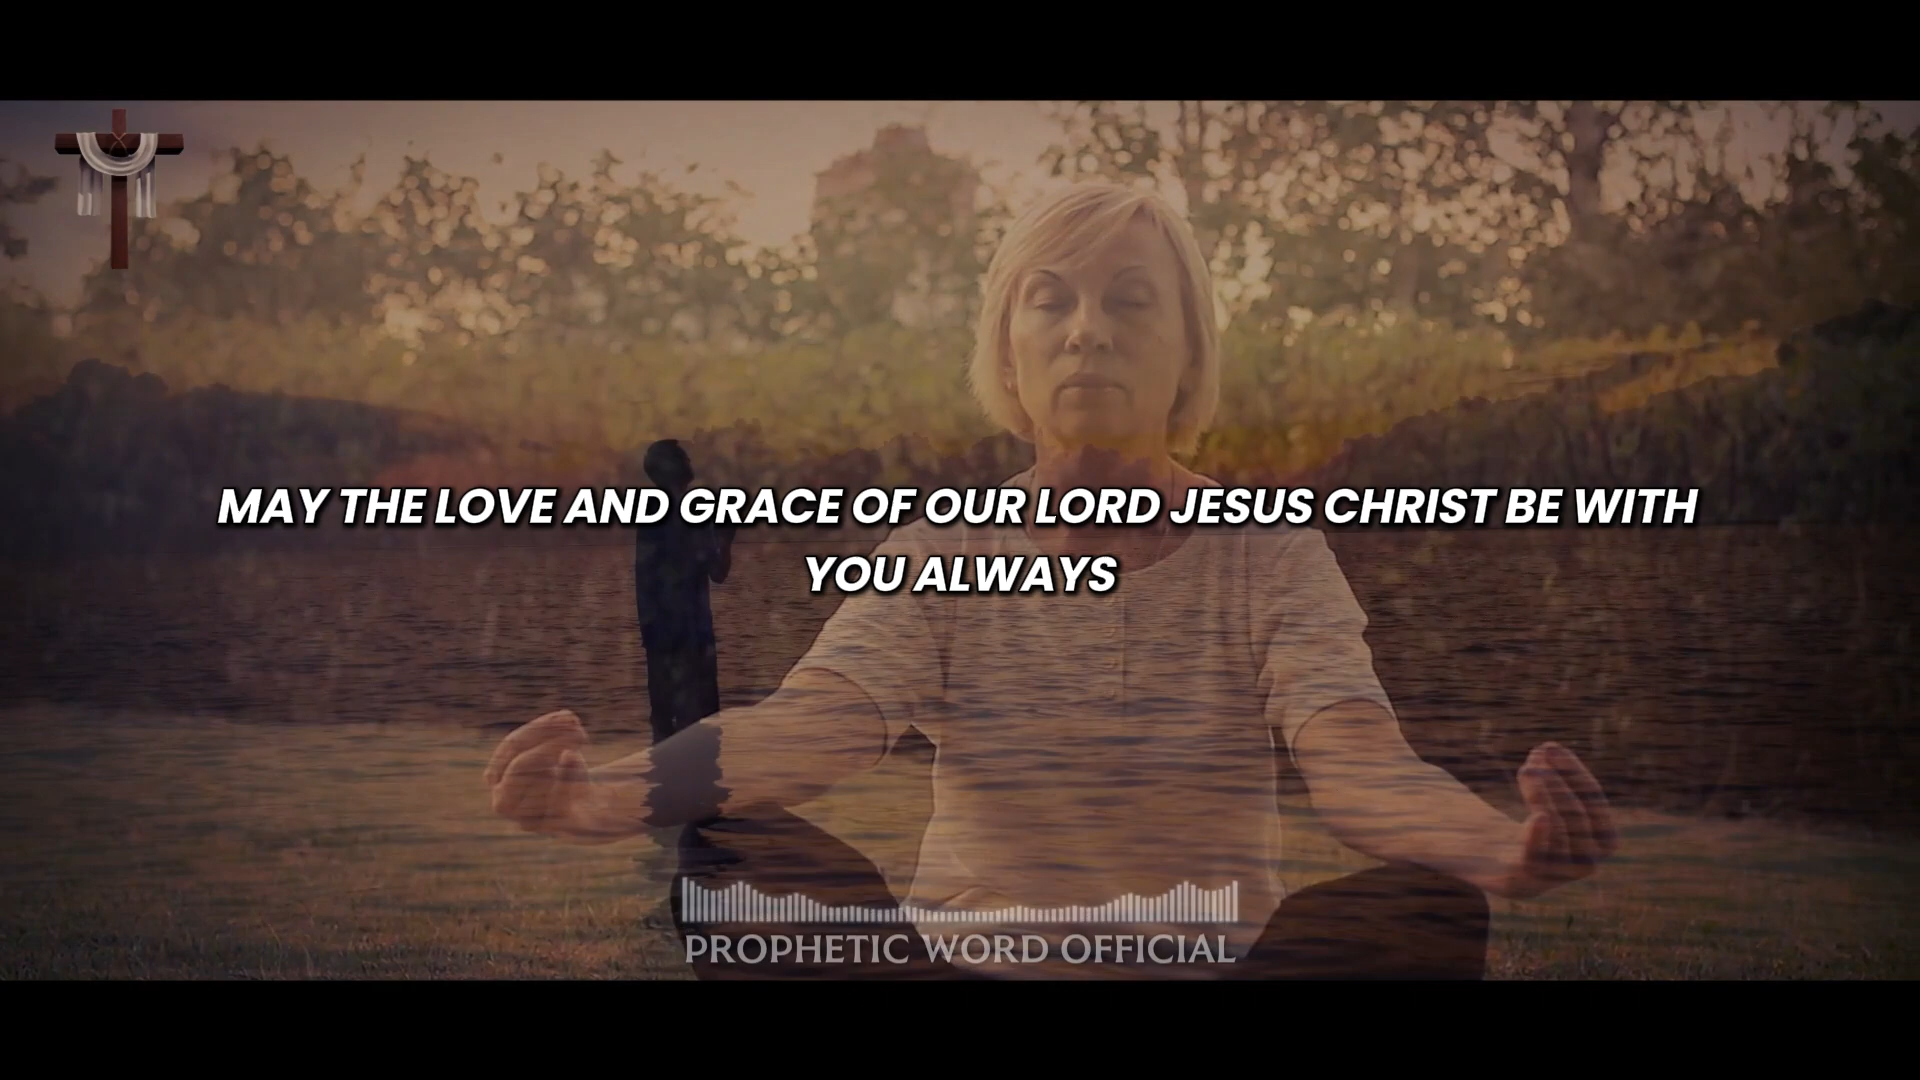 MAY THE LOVE AND GRACE OF OUR LORD JESUS CHRIST BE WITH
YOU ALWAYS
PROPHETIC WORD OFFICIAL